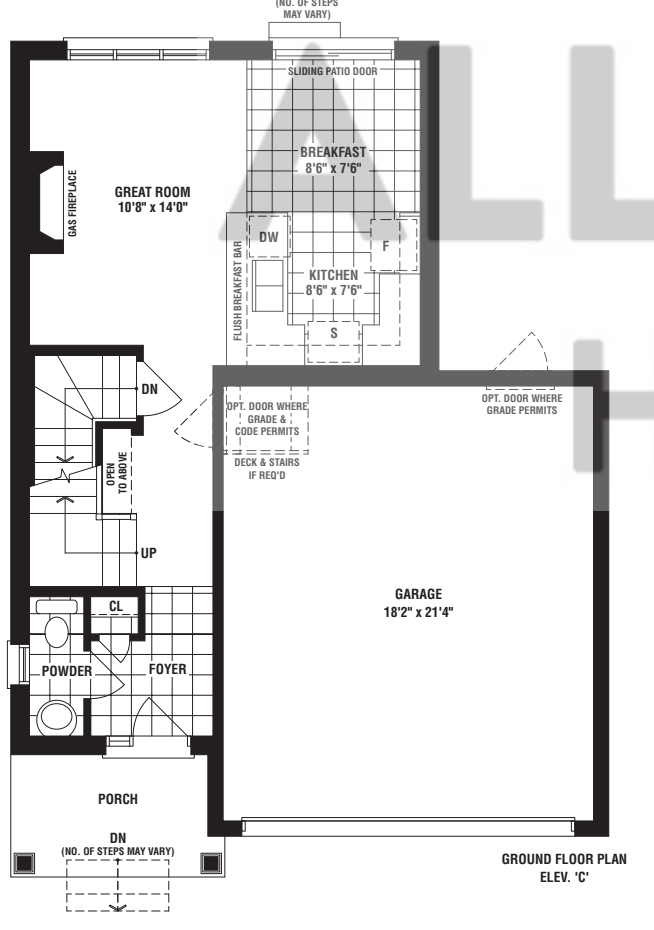 (NO. OF STEPS
MAY VARY)
SLIDING PATIO DOOR
BREAKFAST
8'6" x 7'6"
GREAT ROOM
10'8" x 14'0"
GAS FIREPLACE
DW
F
FLUSH BREAKFAST BAR
KITCHEN
8'6" x 7'6"
S
DN
OPT. DOOR WHERE
GRADE &
CODE PERMITS
DECK & STAIRS
IF REQ'D
OPT. DOOR WHERE
GRADE PERMITS
OPEN
TO ABOVE
UP
GARAGE
18'2" x 21'4"
CL
POWDER
FOYER
PORCH
DN
(NO. OF STEPS MAY VARY)
GROUND FLOOR PLAN
ELEV. 'C'
ALL